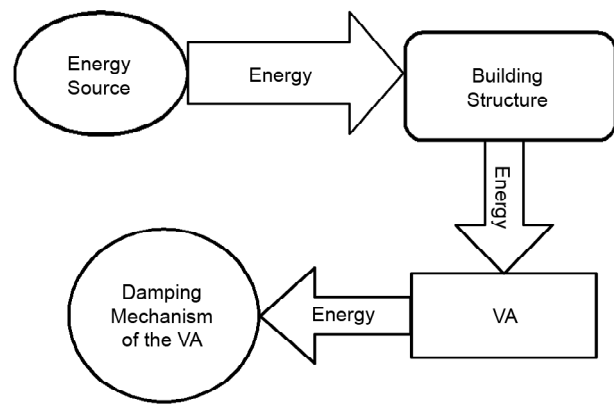 Energy
Source
Energy
Building
Structure
Energy
VA
Energy
Damping
Mechanism
of the VA